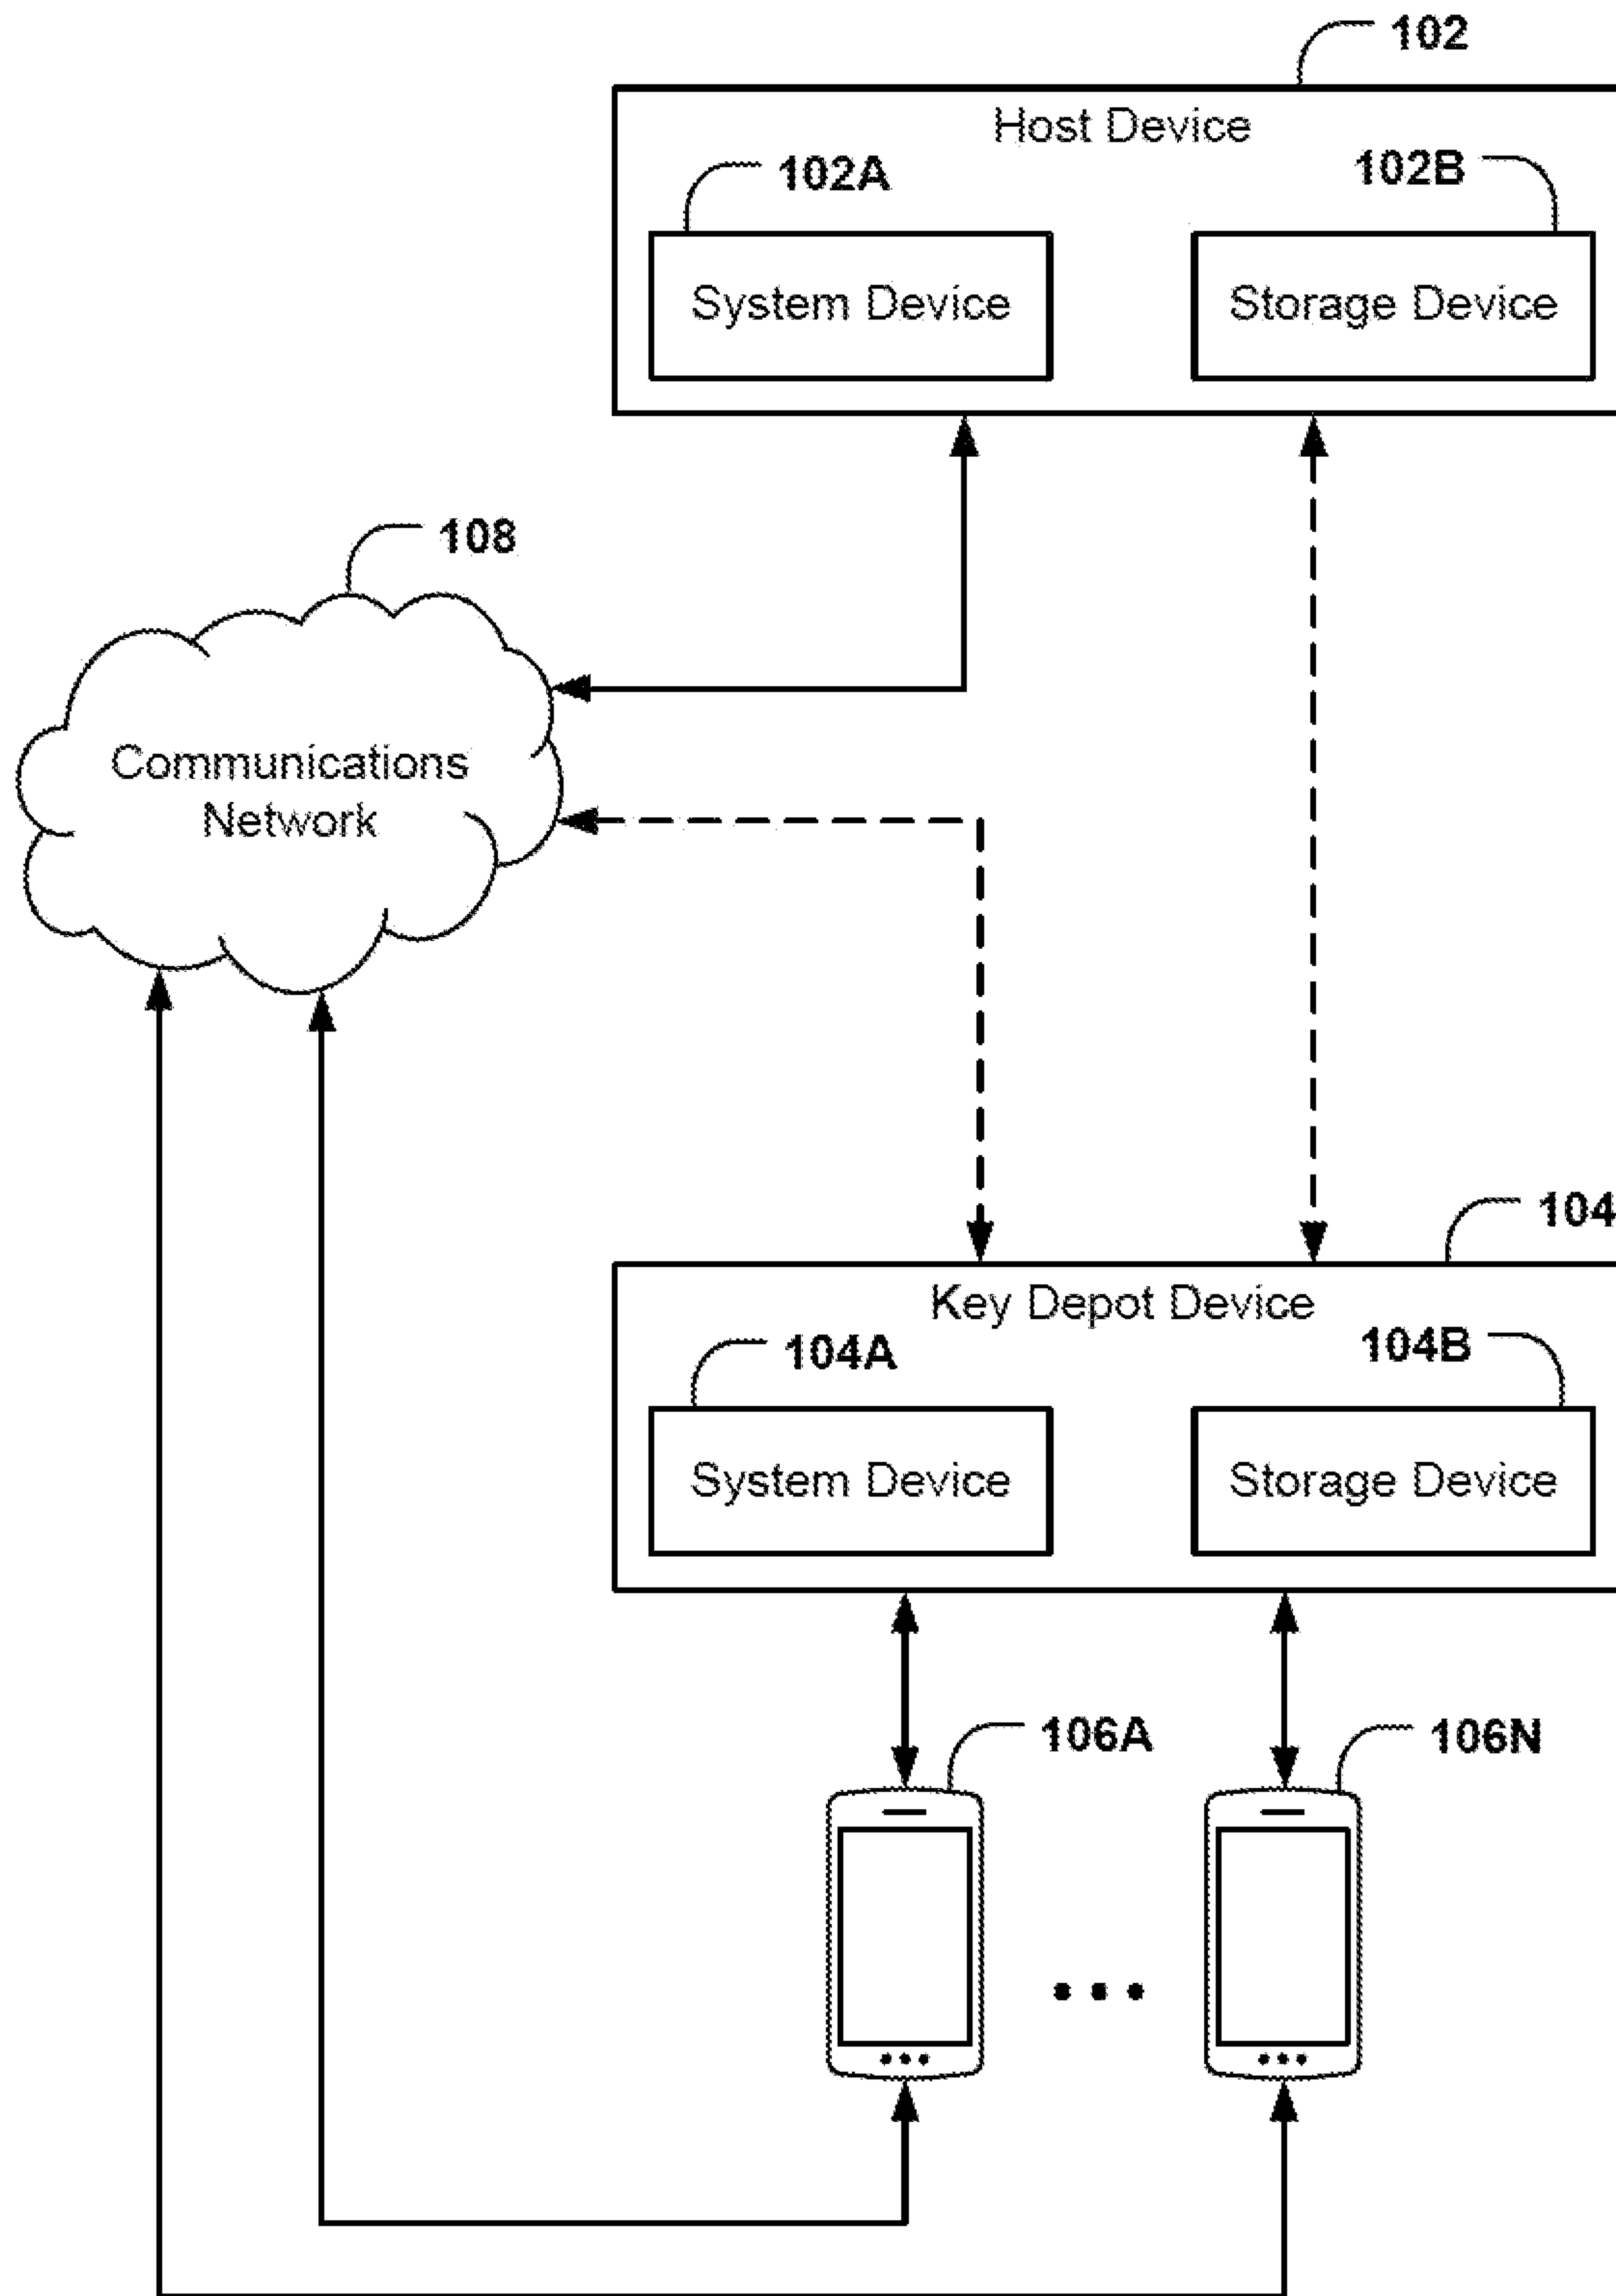 102
Host Device
102A
102B
System Device
Storage Device
108
Communications
Network
104
Key Depot Device
104A
104B
System Device
Storage Device
106A
106N